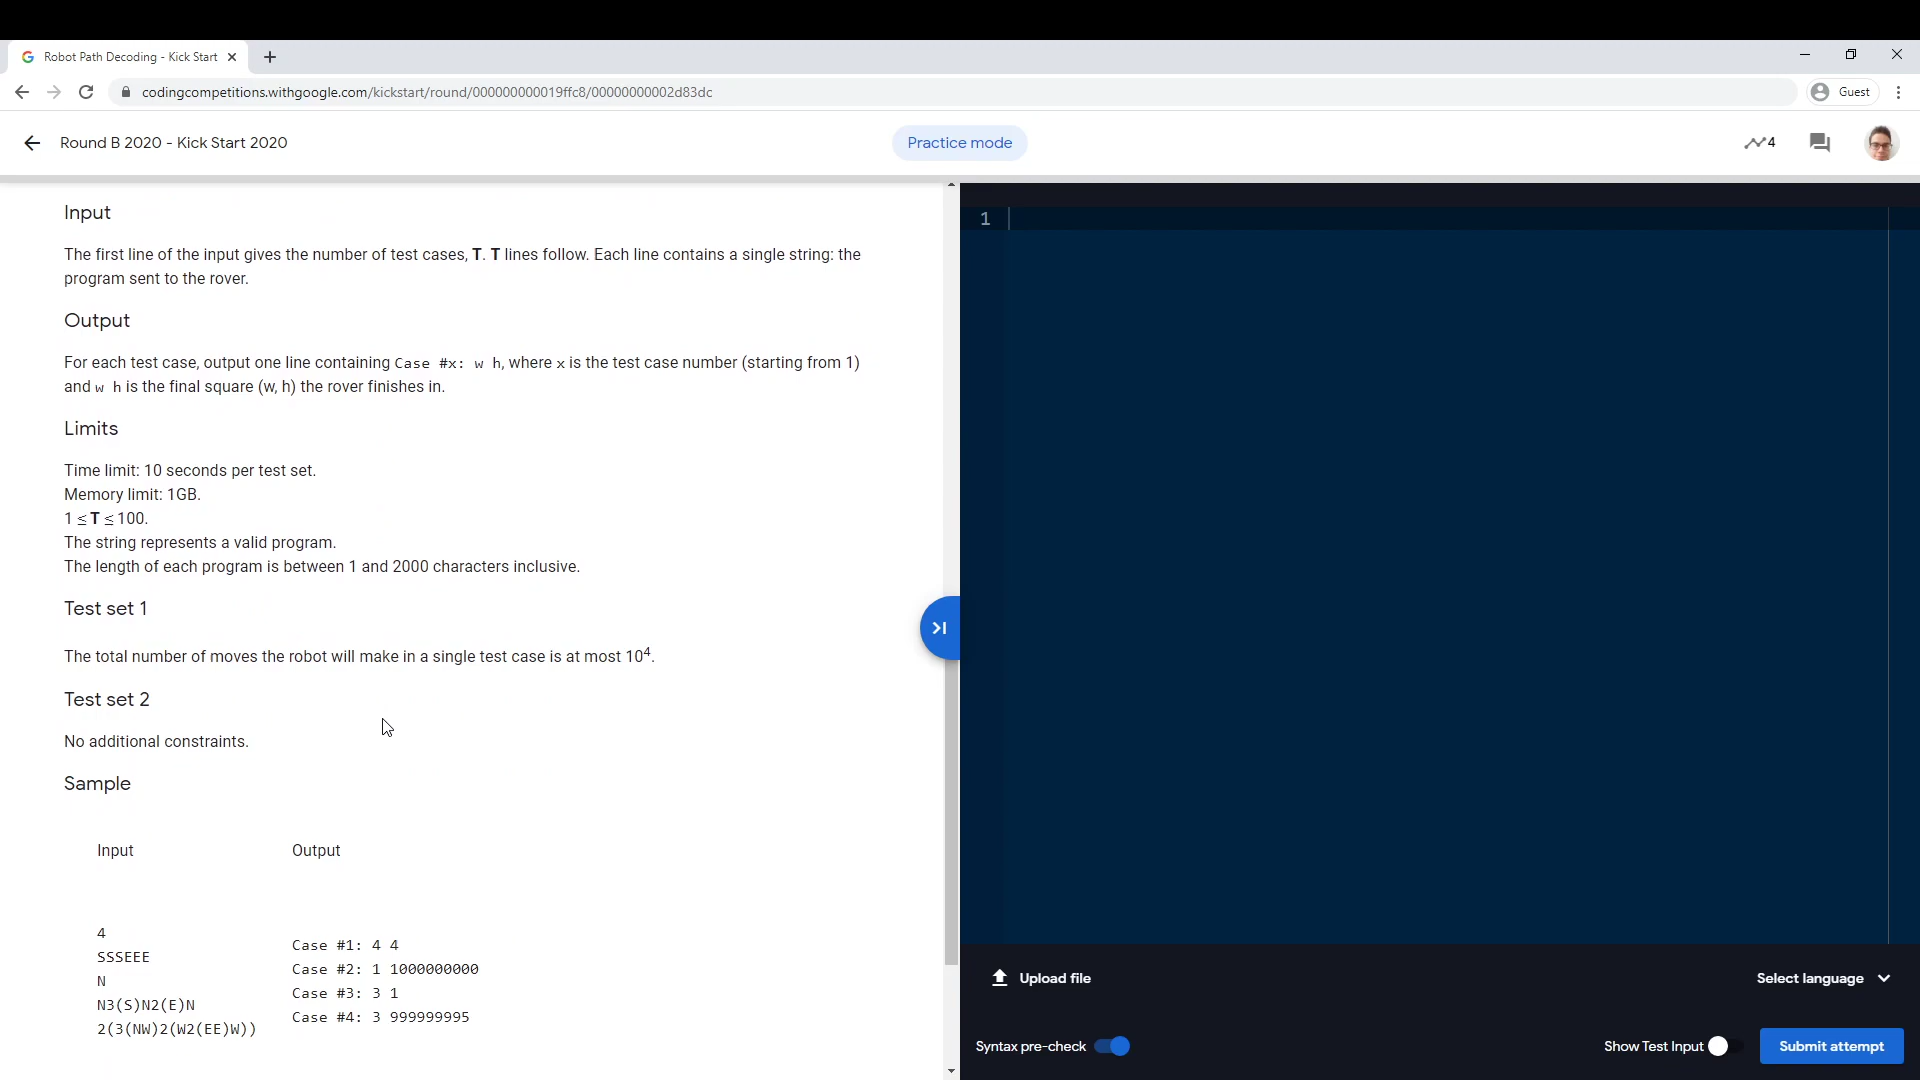 Robot Path Decoding - Kick Start
codingcompetitions.withgoogle.com/kickstart/round/000000000019ffc8/00000000002d83dc
Guest
Round B 2020 - Kick Start 2020
Practice mode
4
Input
The first line of the input gives the number of test cases, T. T lines follow. Each line contains a single string: the
program sent to the rover.
Output
For each test case, output one line containing Case #x: w h, where x is the test case number (starting from 1)
and w h is the final square (w, h) the rover finishes in.
Limits
Time limit: 10 seconds per test set.
Memory limit: 1GB.
1 ≤ T ≤ 100.
The string represents a valid program.
The length of each program is between 1 and 2000 characters inclusive.
Test set 1
The total number of moves the robot will make in a single test case is at most 10⁴.
Test set 2
No additional constraints.
Sample
Input
Output
4
SSSEEE
N
N3(S)N2(E)N
2(3(NW)2(W2(EE)W))
Case #1: 4 4
Case #2: 1 1000000000
Case #3: 3 1
Case #4: 3 999999995
1
Upload file
Select language
Syntax pre-check
Show Test Input
Submit attempt